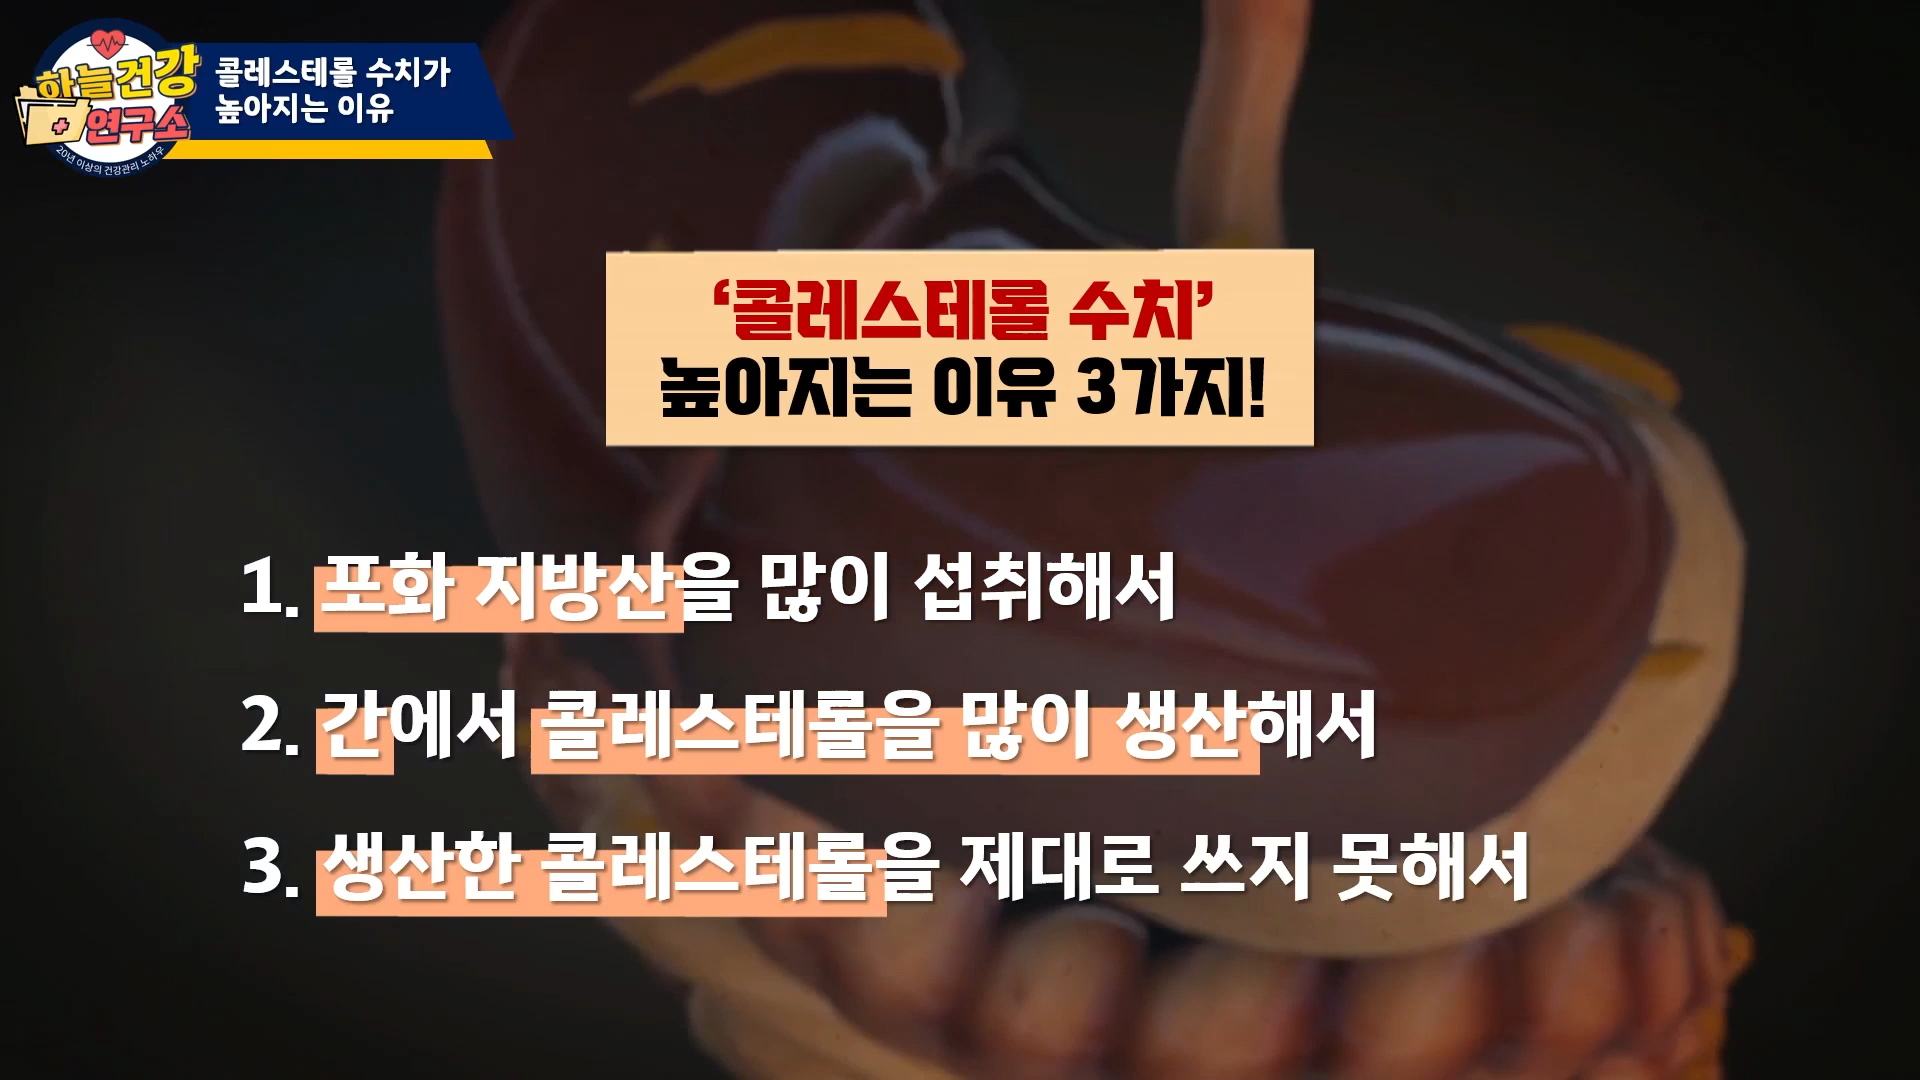 하늘건강
연구소
20년 이상의 건강관리 노하우
콜레스테롤 수치가
높아지는 이유
‘콜레스테롤 수치’
높아지는 이유 3가지!
1. 포화 지방산을 많이 섭취해서
2. 간에서 콜레스테롤을 많이 생산해서
3. 생산한 콜레스테롤을 제대로 쓰지 못해서